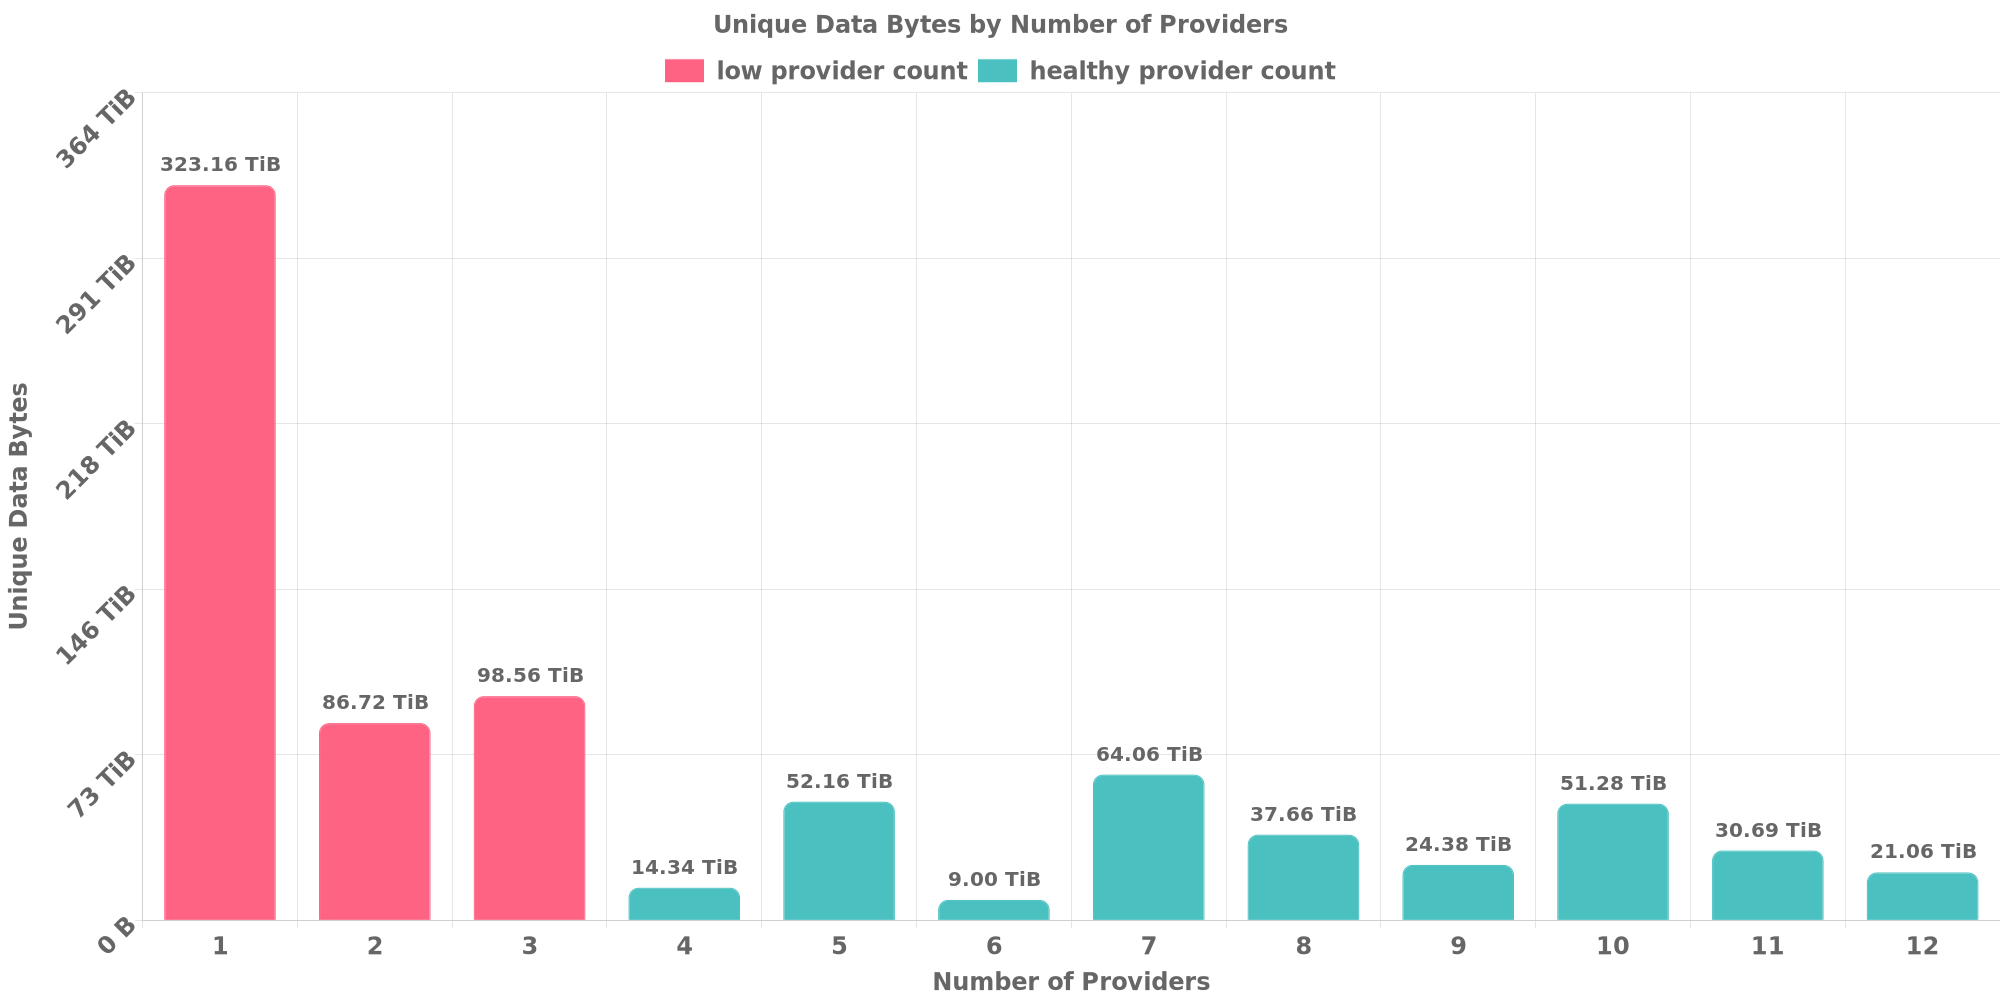 Unique Data Bytes by Number of Providers
low provider count healthy provider count
364 TiB
323.16 TiB
291 TiB
218 TiB
146 TiB
98.56 TiB
86.72 TiB
73 TiB
64.06 TiB
52.16 TiB
51.28 TiB
37.66 TiB
30.69 TiB
24.38 TiB
21.06 TiB
14.34 TiB
9.00 TiB
0 B
Unique Data Bytes
1 2 3 4 5 6 7 8 9 10 11 12
Number of Providers